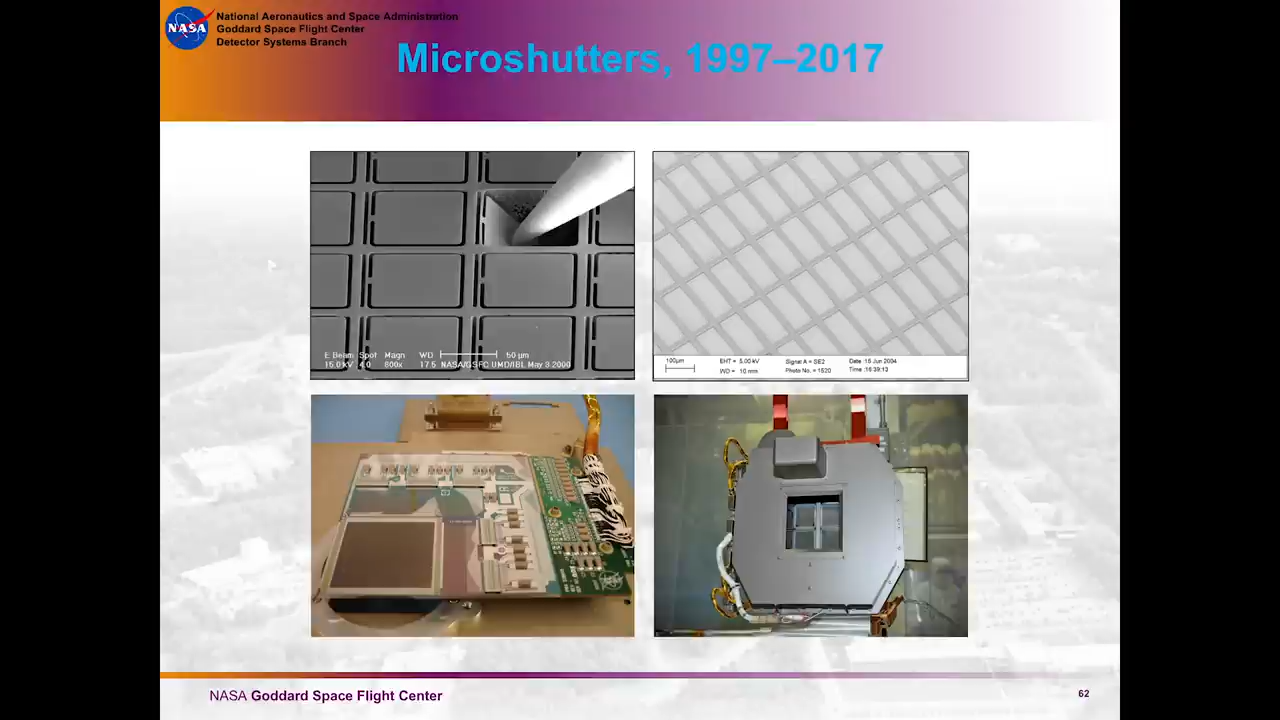 NASA
National Aeronautics and Space Administration
Goddard Space Flight Center
Detector Systems Branch
Microshutters, 1997–2017
E Beam Spot Magn WD 50 µm
15.0 kV 4.0 800x 17.5 NASA/GSFC UMD/IBL May 3 2000
100µm EHT = 5.00 kV Signal A = SE2 Date :15 Jun 2004
WD = 10 mm Photo No. = 1520 Time :16:39:13
NASA Goddard Space Flight Center
62